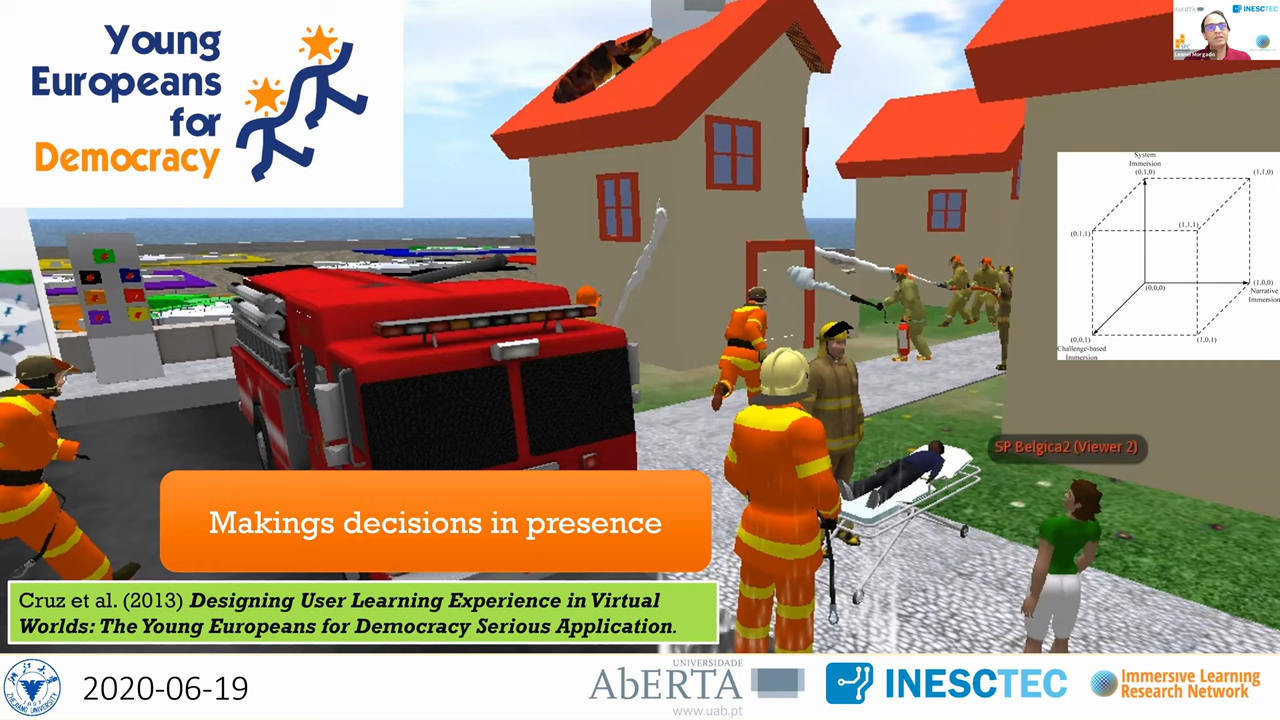 Young
Europeans
for
Democracy
ABERTA
INESCTEC
Leonel Morgado
System
Immersion
(0,1,0)
(1,1,0)
(0,1,1)
(1,1,1)
(0,0,0)
(1,0,0)
Narrative
Immersion
(0,0,1)
(1,0,1)
Challenge-based
Immersion
SP Belgica2 (Viewer 2)
Makings decisions in presence
Cruz et al. (2013) Designing User Learning Experience in Virtual
Worlds: The Young Europeans for Democracy Serious Application.
2020-06-19
UNIVERSIDADE
AbERTA
www.uab.pt
INESCTEC
Immersive Learning
Research Network